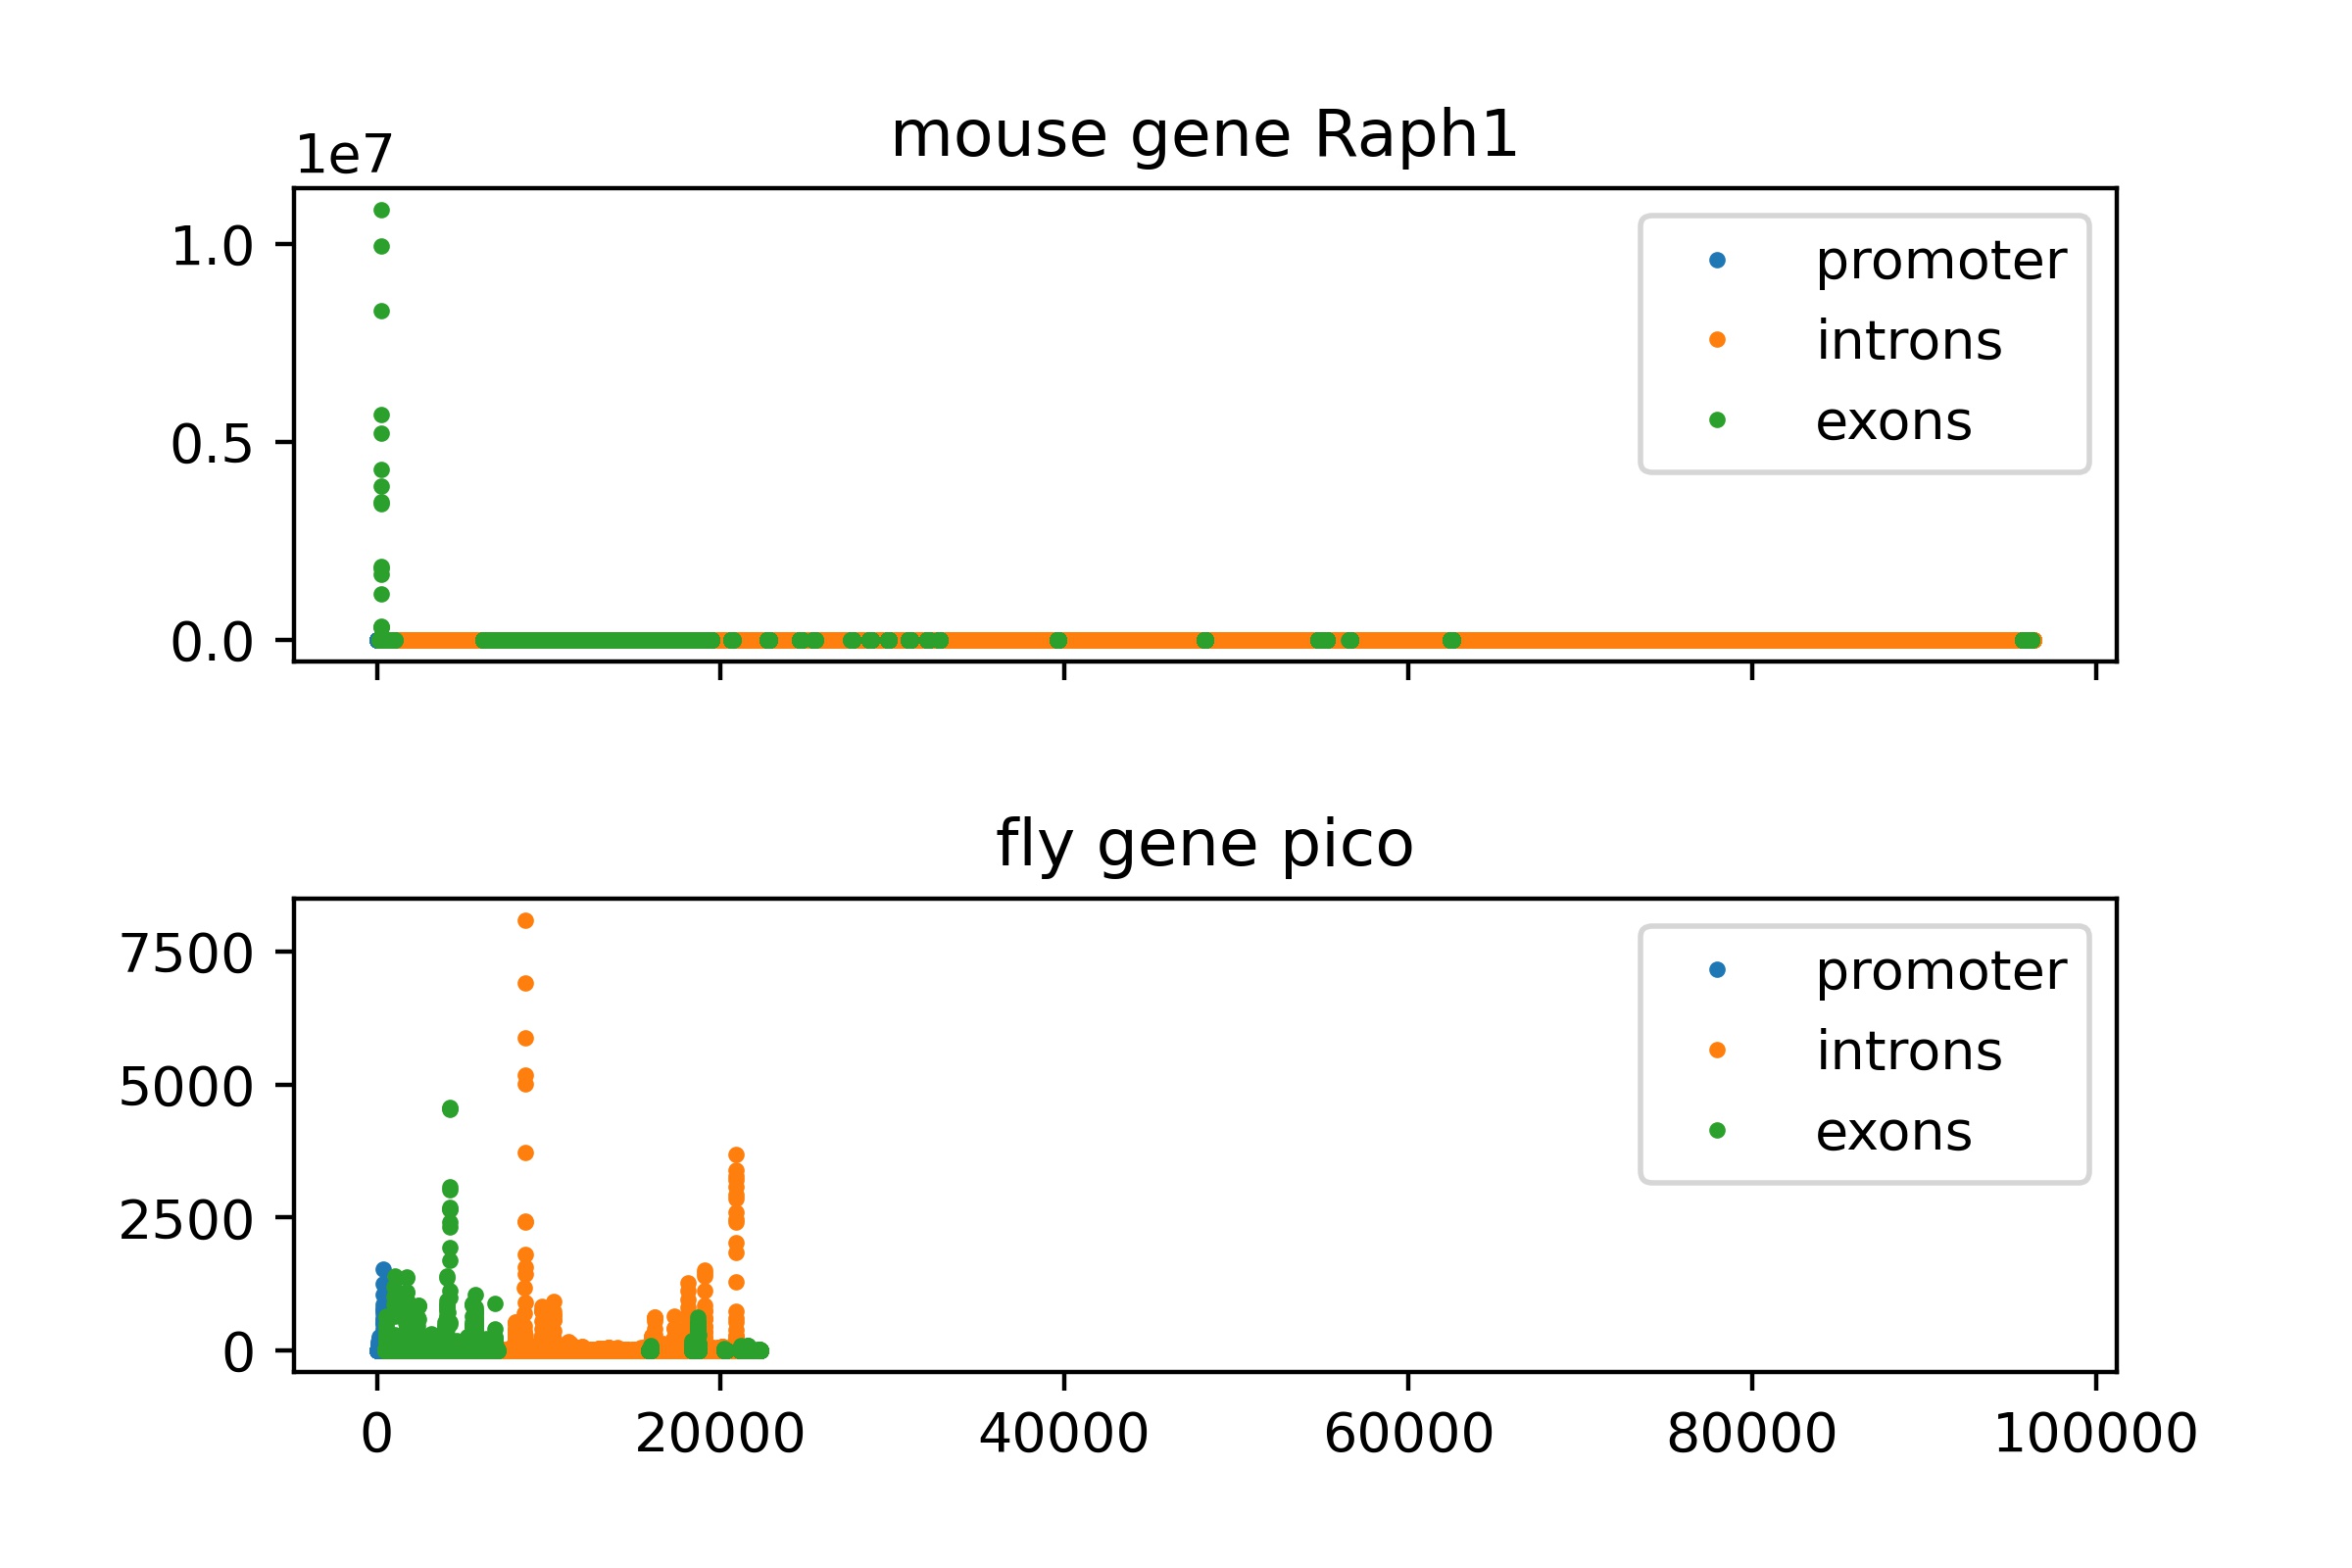 mouse gene Raph1
1e7
1.0
0.5
0.0
promoter
introns
exons
fly gene pico
7500
5000
2500
0
promoter
introns
exons
0 20000 40000 60000 80000 100000